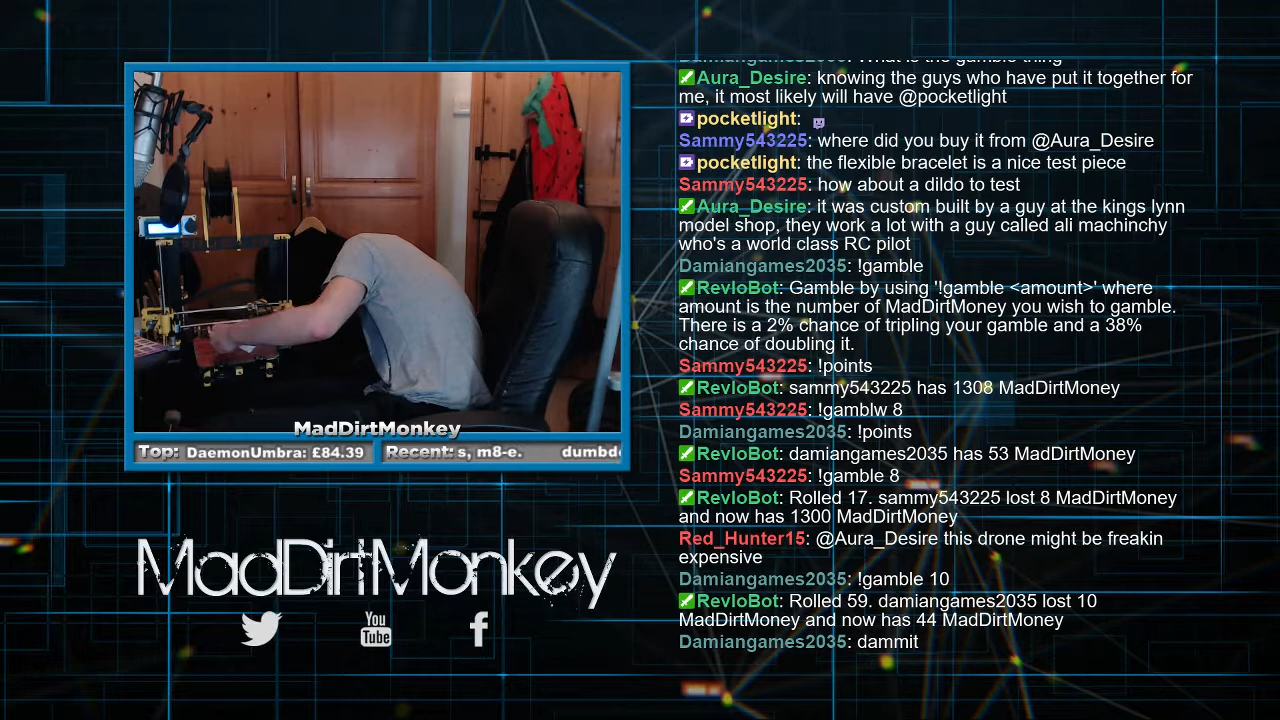 MadDirtMonkey
Top: DaemonUmbra: £84.39
Recent: s, m8-e. dumbd
MadDirtMonkey
You
Tube
Damiangames2035: What is the gamble thing
Aura_Desire: knowing the guys who have put it together for
me, it most likely will have @pocketlight
pocketlight:
Sammy543225: where did you buy it from @Aura_Desire
pocketlight: the flexible bracelet is a nice test piece
Sammy543225: how about a dildo to test
Aura_Desire: it was custom built by a guy at the kings lynn
model shop, they work a lot with a guy called ali machinchy
who's a world class RC pilot
Damiangames2035: !gamble
RevloBot: Gamble by using '!gamble <amount>' where
amount is the number of MadDirtMoney you wish to gamble.
There is a 2% chance of tripling your gamble and a 38%
chance of doubling it.
Sammy543225: !points
RevloBot: sammy543225 has 1308 MadDirtMoney
Sammy543225: !gamblw 8
Damiangames2035: !points
RevloBot: damiangames2035 has 53 MadDirtMoney
Sammy543225: !gamble 8
RevloBot: Rolled 17. sammy543225 lost 8 MadDirtMoney
and now has 1300 MadDirtMoney
Red_Hunter15: @Aura_Desire this drone might be freakin
expensive
Damiangames2035: !gamble 10
RevloBot: Rolled 59. damiangames2035 lost 10
MadDirtMoney and now has 44 MadDirtMoney
Damiangames2035: dammit